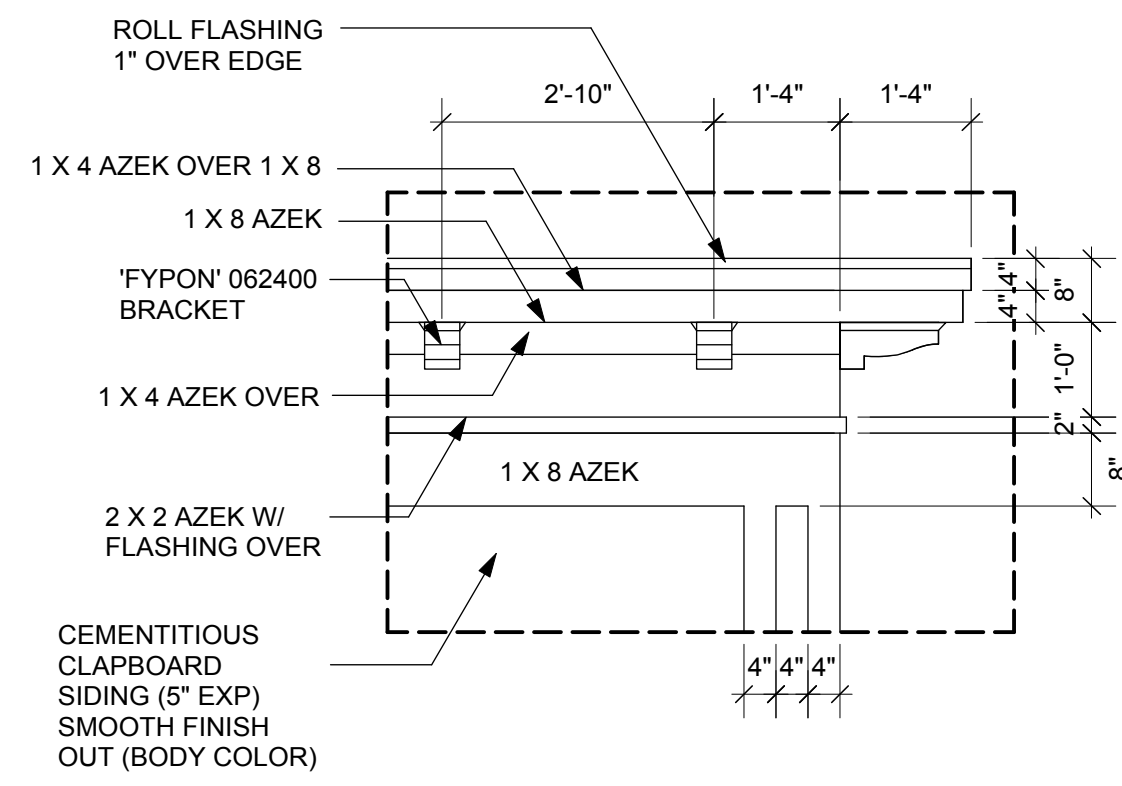 ROLL FLASHING
1" OVER EDGE
2'-10"
1'-4"
1'-4"
1 X 4 AZEK OVER 1 X 8
1 X 8 AZEK
'FYPON' 062400
BRACKET
4"
4"
8"
1 X 4 AZEK OVER
1'-0"
2"
1 X 8 AZEK
8"
2 X 2 AZEK W/
FLASHING OVER
CEMENTITIOUS
CLAPBOARD
SIDING (5" EXP)
SMOOTH FINISH
OUT (BODY COLOR)
4"
4"
4"